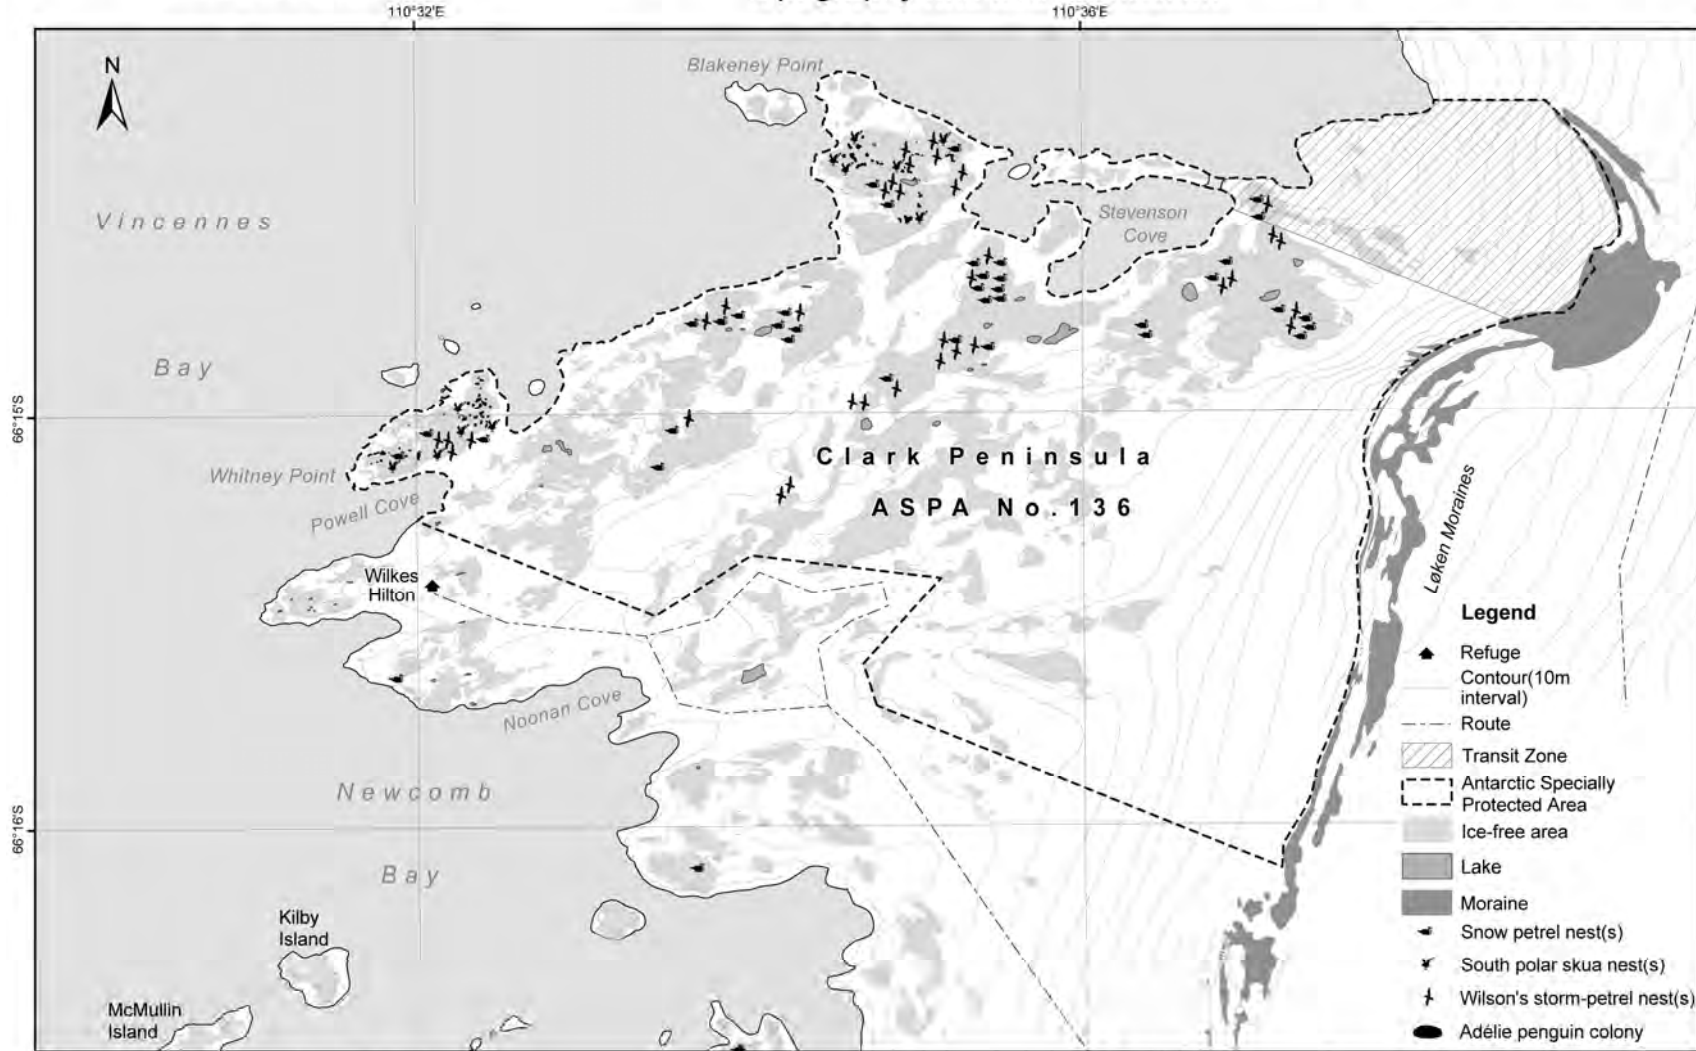 110°32'E
110°36'E
N
Blakeney Point
Vincennes
Stevenson
Cove
Bay
66°15'S
Clark Peninsula
Whitney Point
ASPA No.136
Powell Cove
Løken Moraines
Wilkes
Hilton
Noonan Cove
Newcomb
66°16'S
Bay
Kilby
Island
McMullin
Island
Legend
Refuge
Contour(10m
interval)
Route
Transit Zone
Antarctic Specially
Protected Area
Ice-free area
Lake
Moraine
Snow petrel nest(s)
South polar skua nest(s)
Wilson's storm-petrel nest(s)
Adélie penguin colony